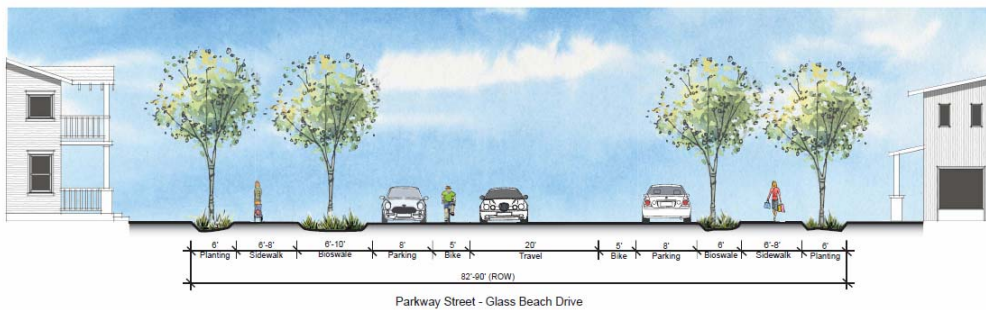 6' 6'-8' 6'-10' 8' 5' 20' 5' 8' 6' 6'-8' 6'
Planting Sidewalk Bioswale Parking Bike Travel Bike Parking Bioswale Sidewalk Planting
82'-90' (ROW)
Parkway Street - Glass Beach Drive